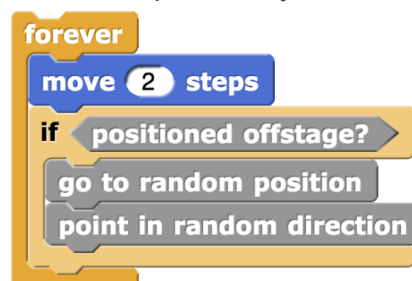 forever
move 2 steps
if positioned offstage?
go to random position
point in random direction